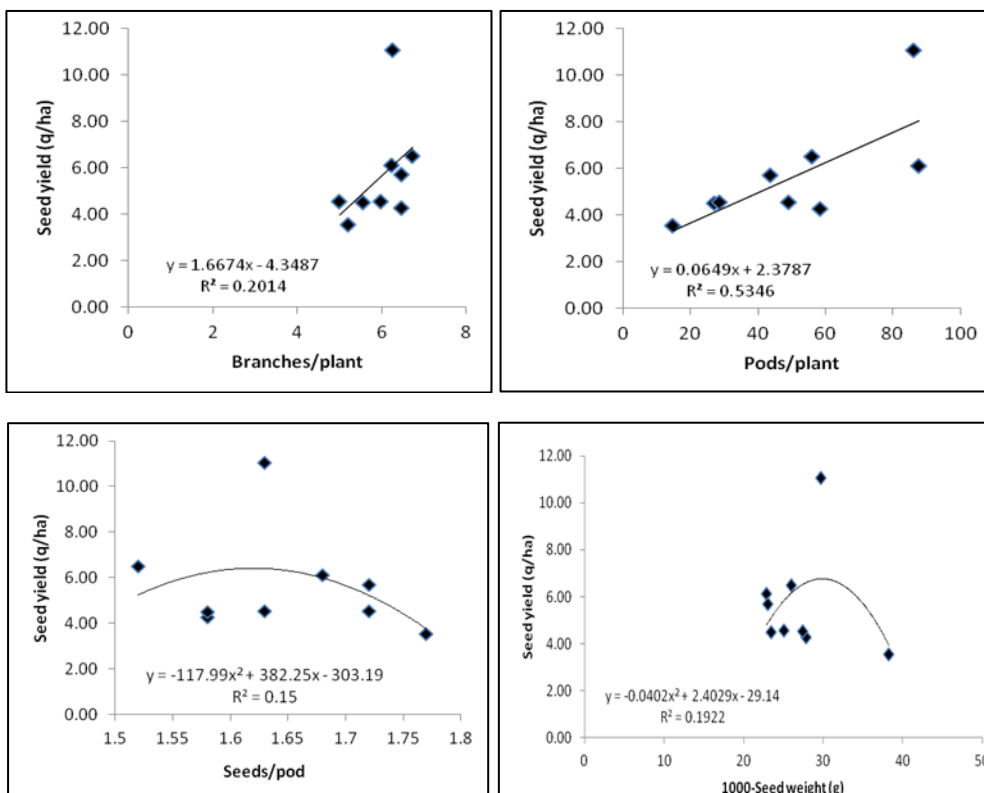 12.00
10.00
8.00
6.00
4.00
2.00
0.00
Seed yield (q/ha)
y = 1.6674x - 4.3487
R² = 0.2014
0 2 4 6 8
Branches/plant
12.00
10.00
8.00
6.00
4.00
2.00
0.00
Seed yield (q/ha)
y = 0.0649x + 2.3787
R² = 0.5346
0 20 40 60 80 100
Pods/plant
12.00
10.00
8.00
6.00
4.00
2.00
0.00
Seed yield (q/ha)
y = -117.99x² + 382.25x - 303.19
R² = 0.15
1.5 1.55 1.6 1.65 1.7 1.75 1.8
Seeds/pod
12.00
10.00
8.00
6.00
4.00
2.00
0.00
Seed yield (q/ha)
y = -0.0402x² + 2.4029x - 29.14
R² = 0.1922
0 10 20 30 40 50
1000-Seed weight (g)